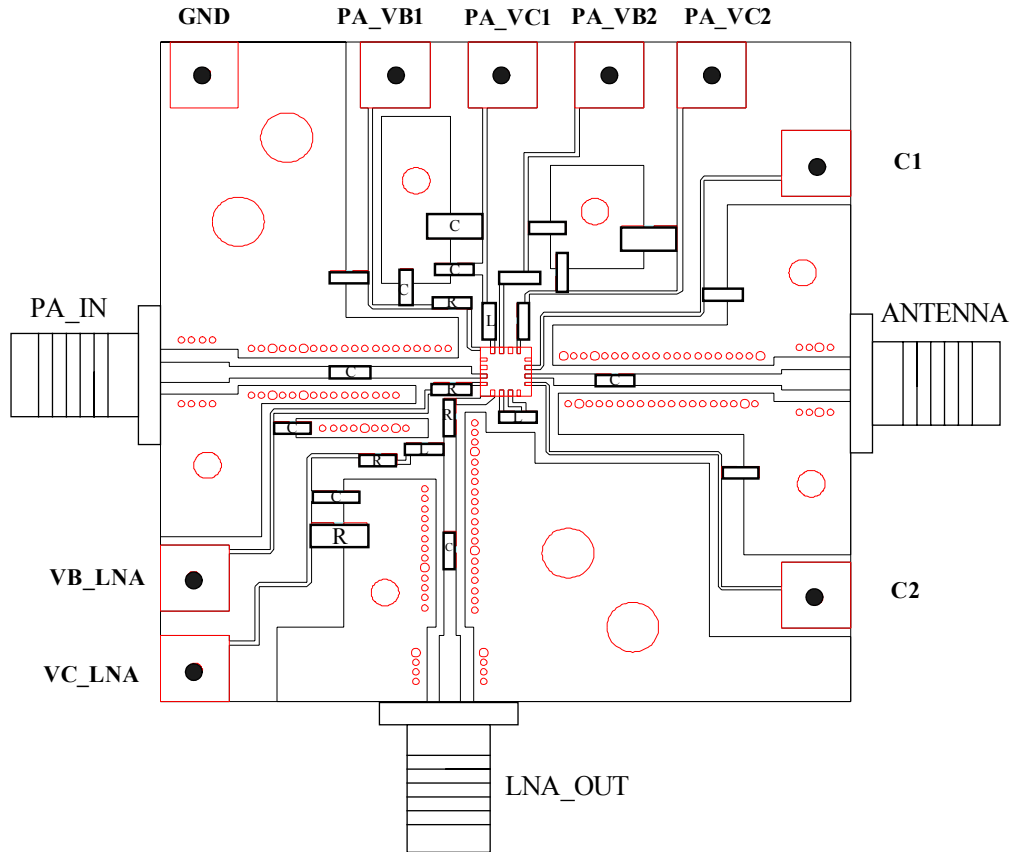 GND PA_VB1 PA_VC1 PA_VB2 PA_VC2
C1
C
C
C
R
L
PA_IN
ANTENNA
C
C
R
R
L
C
L
R
C
R
C
VB_LNA
C2
VC_LNA
LNA_OUT